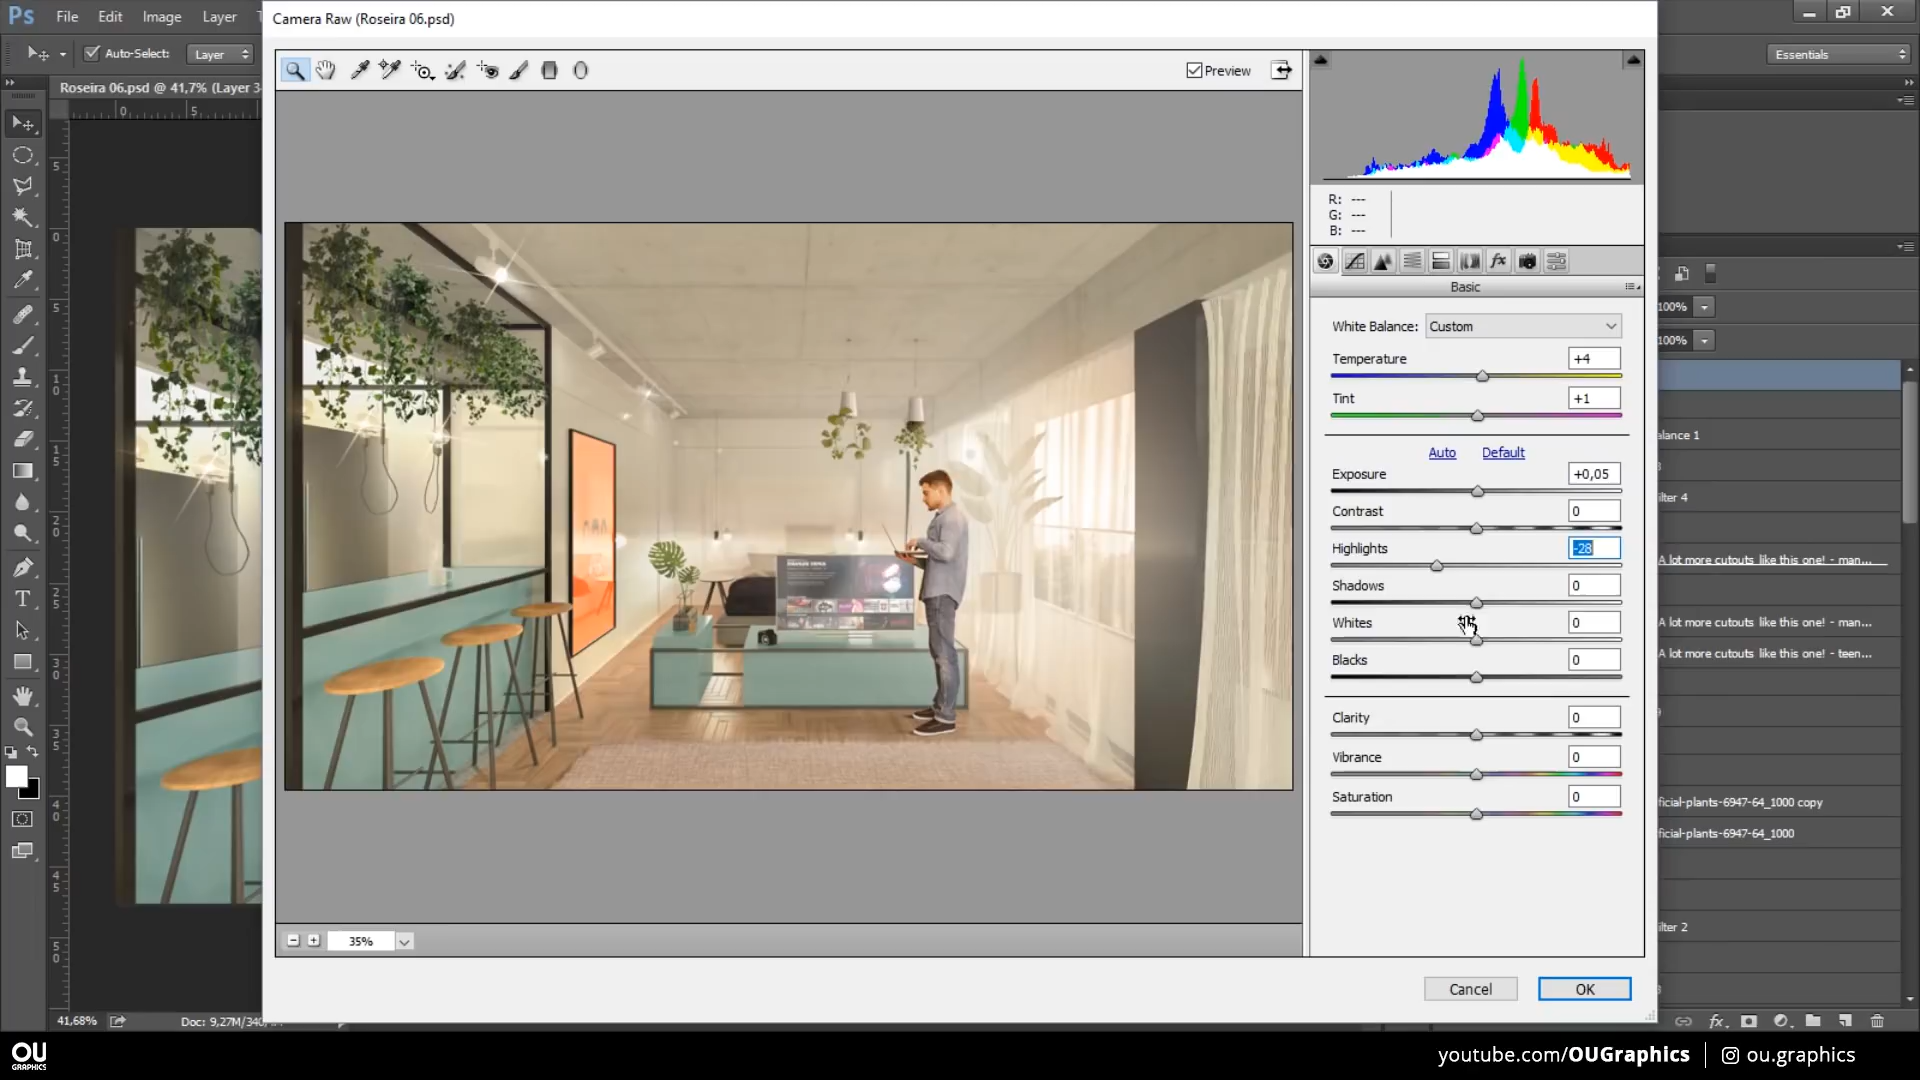 Ps File Edit Image Layer
Camera Raw (Roseira 06.psd)
Auto-Select: Layer
Essentials
Roseira 06.psd @ 41,7% (Layer 3
Preview
0 5
R: ---
G: ---
B: ---
Basic
White Balance: Custom
Temperature +4
Tint +1
Auto Default
Exposure +0,05
Contrast 0
Highlights -28
Shadows 0
Whites 0
Blacks 0
Clarity 0
Vibrance 0
Saturation 0
100%
100%
alance 1
ilter 4
A lot more cutouts like this one! - man...
A lot more cutouts like this one! - man...
A lot more cutouts like this one! - teen...
ficial-plants-6947-64_1000 copy
ficial-plants-6947-64_1000
ilter 2
35%
Cancel OK
41,68% Doc: 9,27M/340,
OU
GRAPHICS
youtube.com/OUGraphics ou.graphics